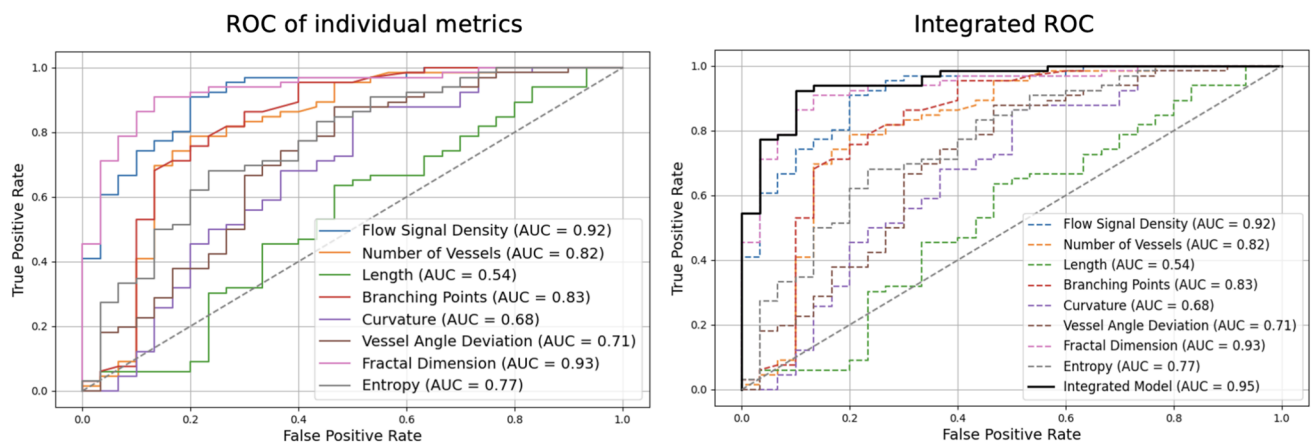 ROC of individual metrics
True Positive Rate
1.0
0.8
0.6
0.4
0.2
0.0
Flow Signal Density (AUC = 0.92)
Number of Vessels (AUC = 0.82)
Length (AUC = 0.54)
Branching Points (AUC = 0.83)
Curvature (AUC = 0.68)
Vessel Angle Deviation (AUC = 0.71)
Fractal Dimension (AUC = 0.93)
Entropy (AUC = 0.77)
0.0 0.2 0.4 0.6 0.8 1.0
False Positive Rate
Integrated ROC
True Positive Rate
1.0
0.8
0.6
0.4
0.2
0.0
Flow Signal Density (AUC = 0.92)
Number of Vessels (AUC = 0.82)
Length (AUC = 0.54)
Branching Points (AUC = 0.83)
Curvature (AUC = 0.68)
Vessel Angle Deviation (AUC = 0.71)
Fractal Dimension (AUC = 0.93)
Entropy (AUC = 0.77)
Integrated Model (AUC = 0.95)
0.0 0.2 0.4 0.6 0.8 1.0
False Positive Rate